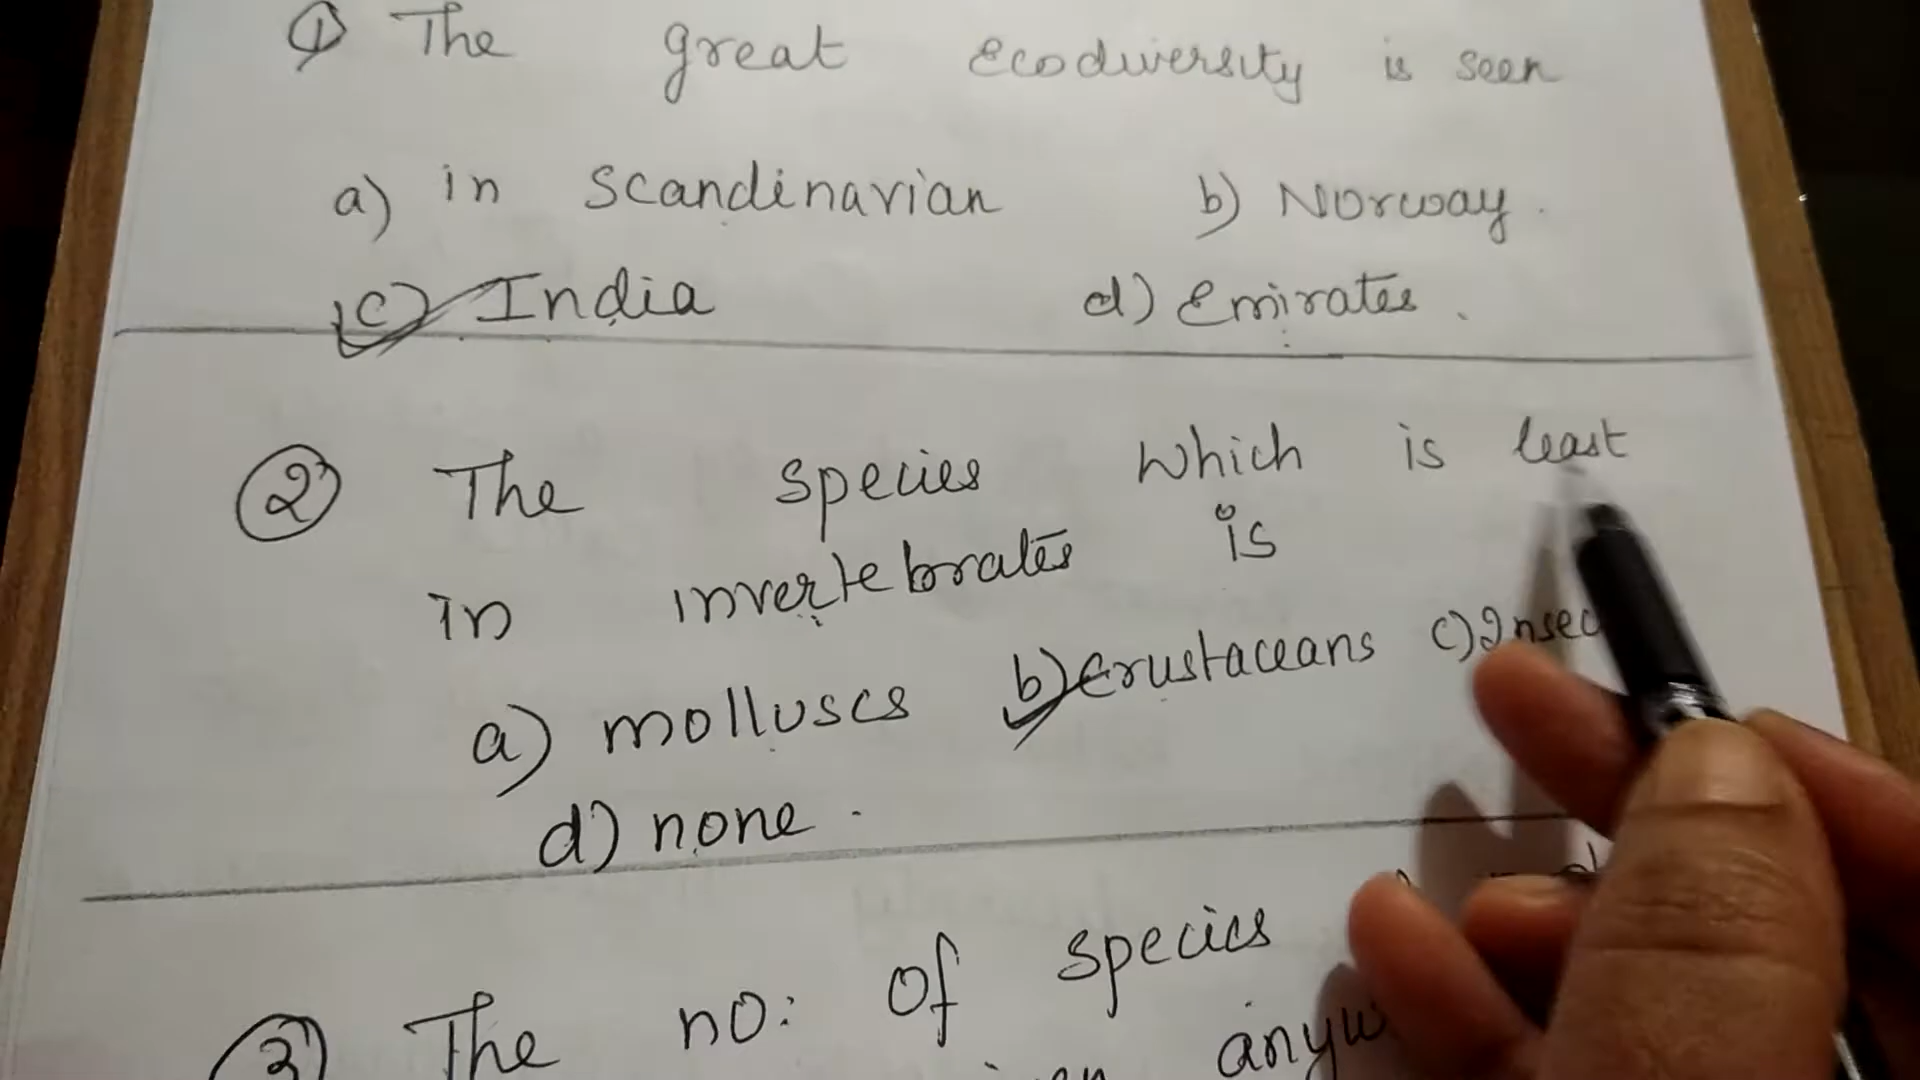 ① The great Ecodiversity is seen
a) in Scandinavian b) Norway.
c) India d) Emirates.
② The species which is least
in invertebrates is
a) molluscs b) crustaceans c) Insec
d) none.
③ The no: of species
anyw